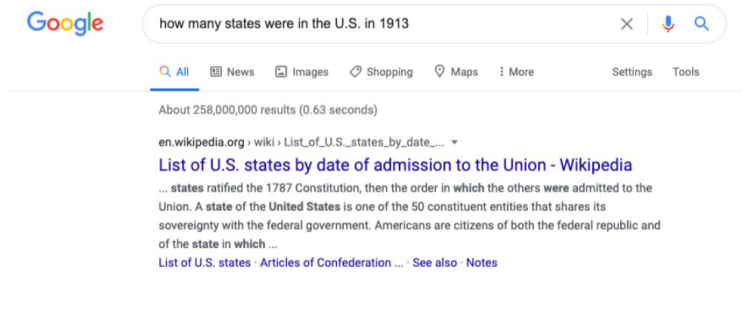 Google
how many states were in the U.S. in 1913
All News Images Shopping Maps More Settings Tools
About 258,000,000 results (0.63 seconds)
en.wikipedia.org › wiki › List_of_U.S._states_by_date_...
List of U.S. states by date of admission to the Union - Wikipedia
... states ratified the 1787 Constitution, then the order in which the others were admitted to the
Union. A state of the United States is one of the 50 constituent entities that shares its
sovereignty with the federal government. Americans are citizens of both the federal republic and
of the state in which ...
List of U.S. states · Articles of Confederation ... · See also · Notes